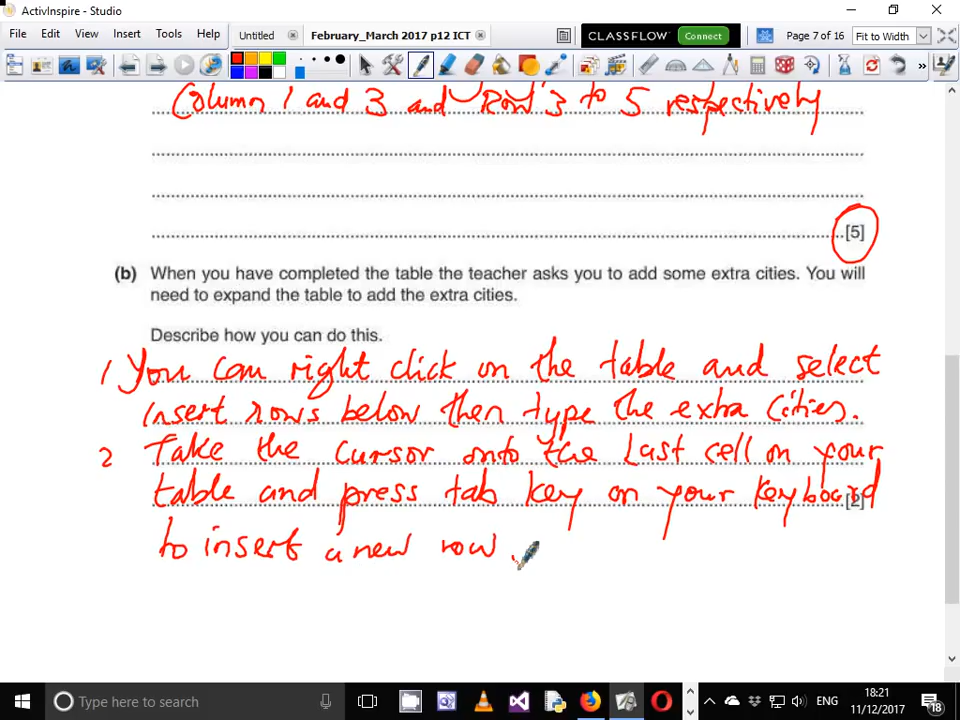 ActivInspire - Studio
File Edit View Insert Tools Help Untitled February_March 2017 p12 ICT CLASSFLOW Connect Page 7 of 16 Fit to Width
Column 1 and 3 and Row 3 to 5 respectively
[5]
(b) When you have completed the table the teacher asks you to add some extra cities. You will
need to expand the table to add the extra cities.
Describe how you can do this.
1 You can right click on the table and select
insert rows below then type the extra cities.
2 Take the cursor onto the last cell on your
table and press tab key on your keyboard
[2]
to insert a new row.
Type here to search
ENG
18:21
11/12/2017
18